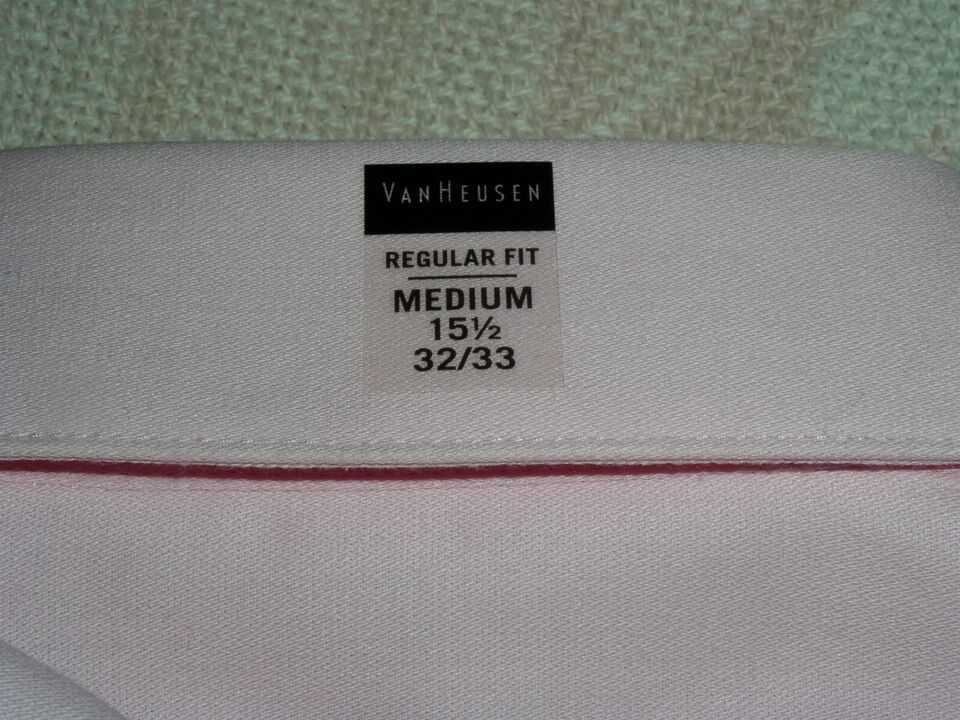 VANHEUSEN
REGULAR FIT
MEDIUM
15½
32/33